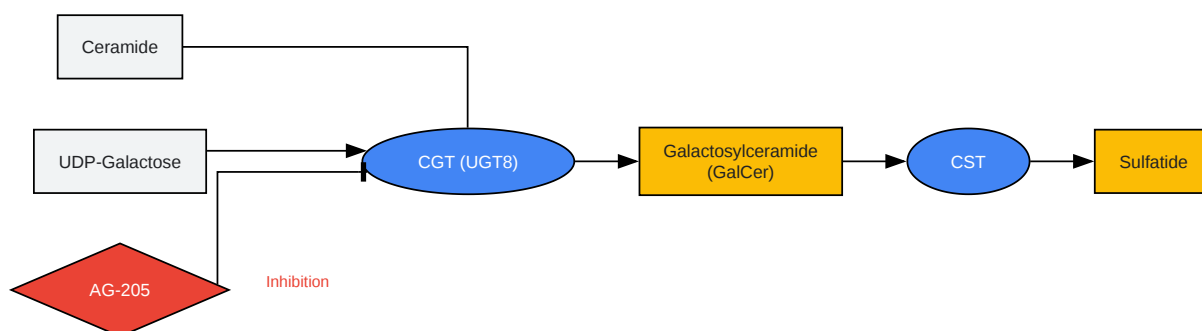 Ceramide
UDP-Galactose
CGT (UGT8)
Galactosylceramide
(GalCer)
CST
Sulfatide
AG-205
Inhibition